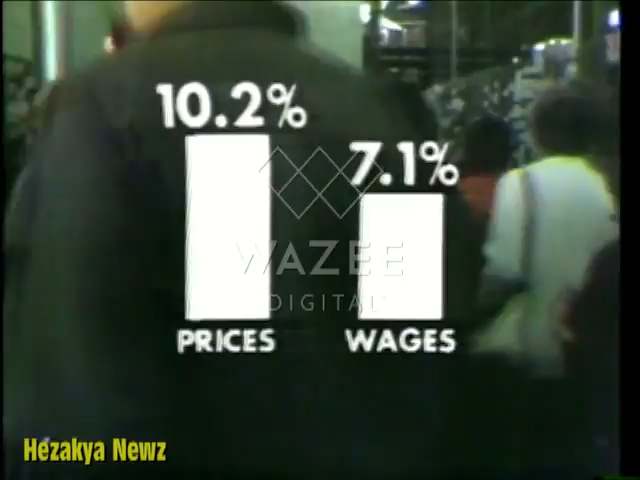 10.2%
7.1%
WAZEE
DIGITAL
PRICES
WAGES
Hezakya Newz